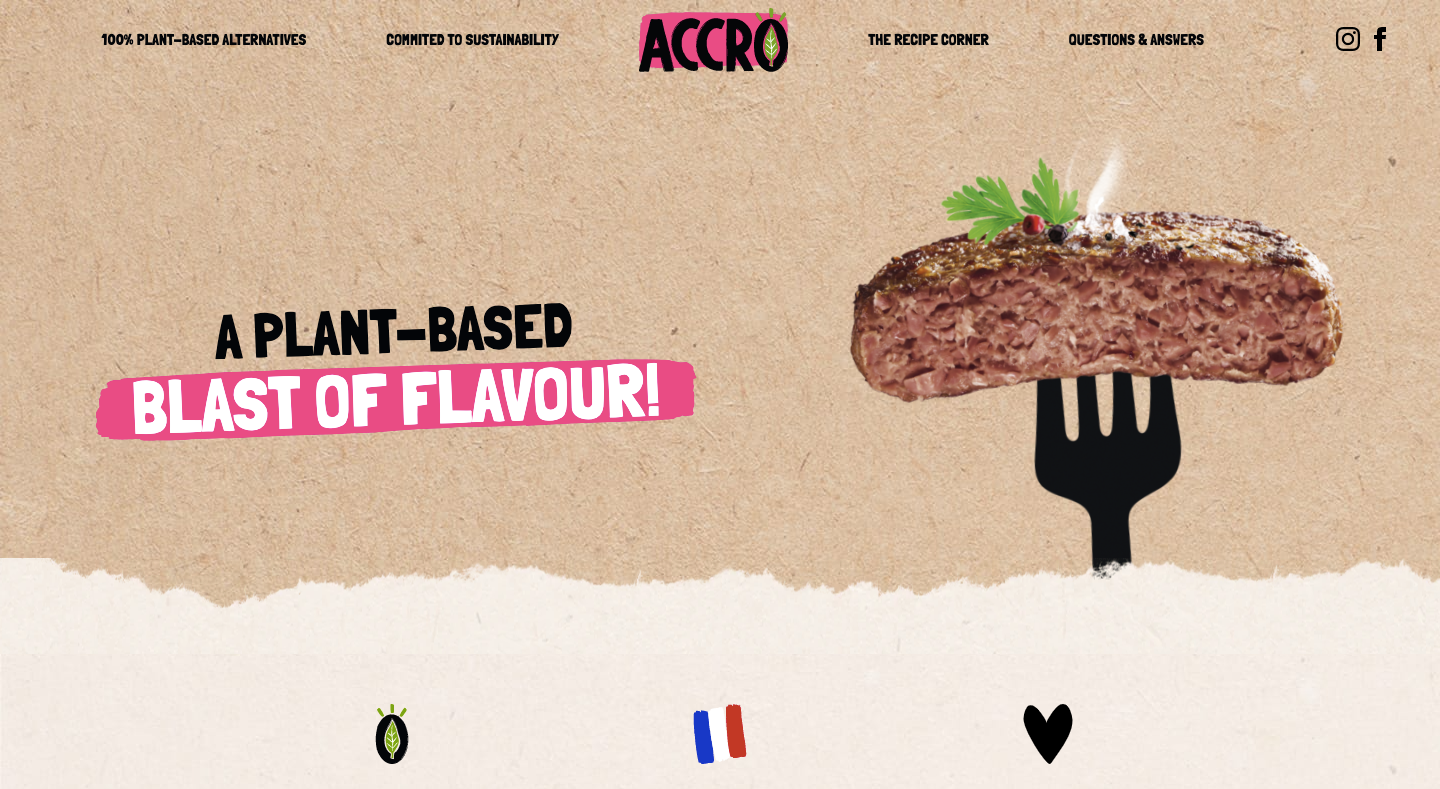 100% PLANT-BASED ALTERNATIVES
COMMITED TO SUSTAINABILITY
ACCRO
THE RECIPE CORNER
QUESTIONS & ANSWERS
A PLANT-BASED
BLAST OF FLAVOUR!